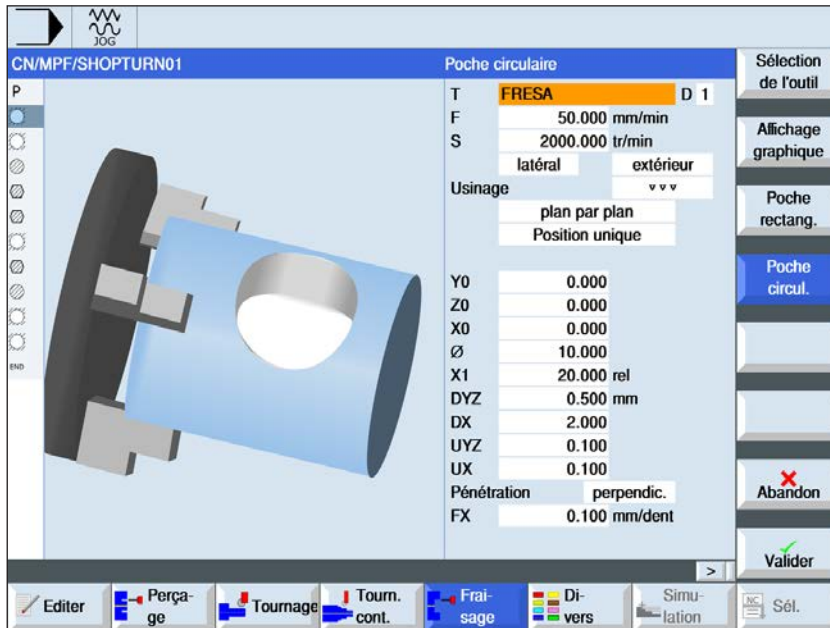 JOG
CN/MPF/SHOPTURN01
Poche circulaire
P
END
T FRESA D 1
F 50.000 mm/min
S 2000.000 tr/min
latéral extérieur
Usinage ▿▿▿
plan par plan
Position unique
Y0 0.000
Z0 0.000
X0 0.000
Ø 10.000
X1 20.000 rel
DYZ 0.500 mm
DX 2.000
UYZ 0.100
UX 0.100
Pénétration perpendic.
FX 0.100 mm/dent
>
Sélection
de l'outil
Affichage
graphique
Poche
rectang.
Poche
circul.
Abandon
Valider
Editer
Perça-
ge
Tournage
Tourn.
cont.
Frai-
sage
Di-
vers
Simu-
lation
NC
Sél.